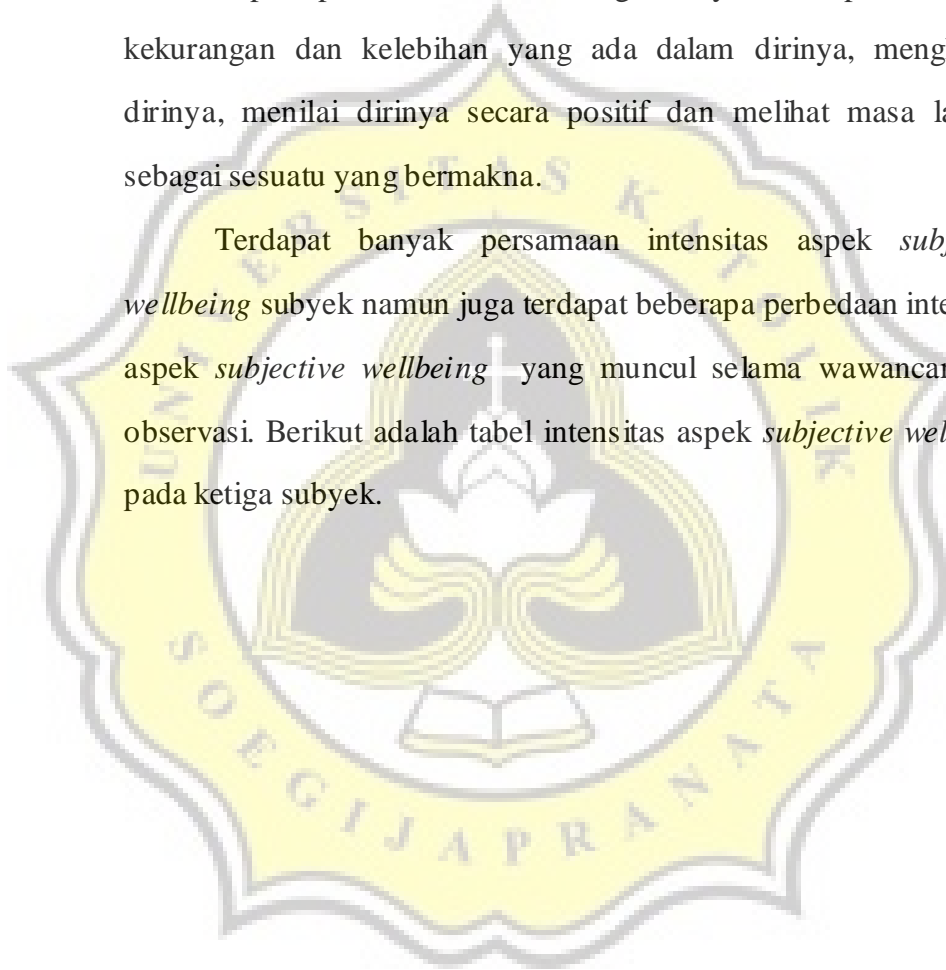 kekurangan dan kelebihan yang ada dalam dirinya,
dirinya, menilai dirinya secara positif dan melihat masa
sebagai sesuatu yang bermakna.
Terdapat banyak persamaan intensitas aspek
wellbeing subyek namun juga terdapat beberapa perbedaan
aspek subjective wellbeing yang muncul selama
observasi. Berikut adalah tabel intensitas aspek subjective
pada ketiga subyek.
UNIVERSITAS KATOLIK
SOEGIJAPRANATA